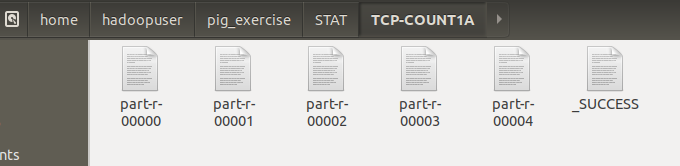 home hadoopuser pig_exercise STAT TCP-COUNT1A
part-r- part-r- part-r- part-r- part-r- _SUCCESS
00000 00001 00002 00003 00004
nts